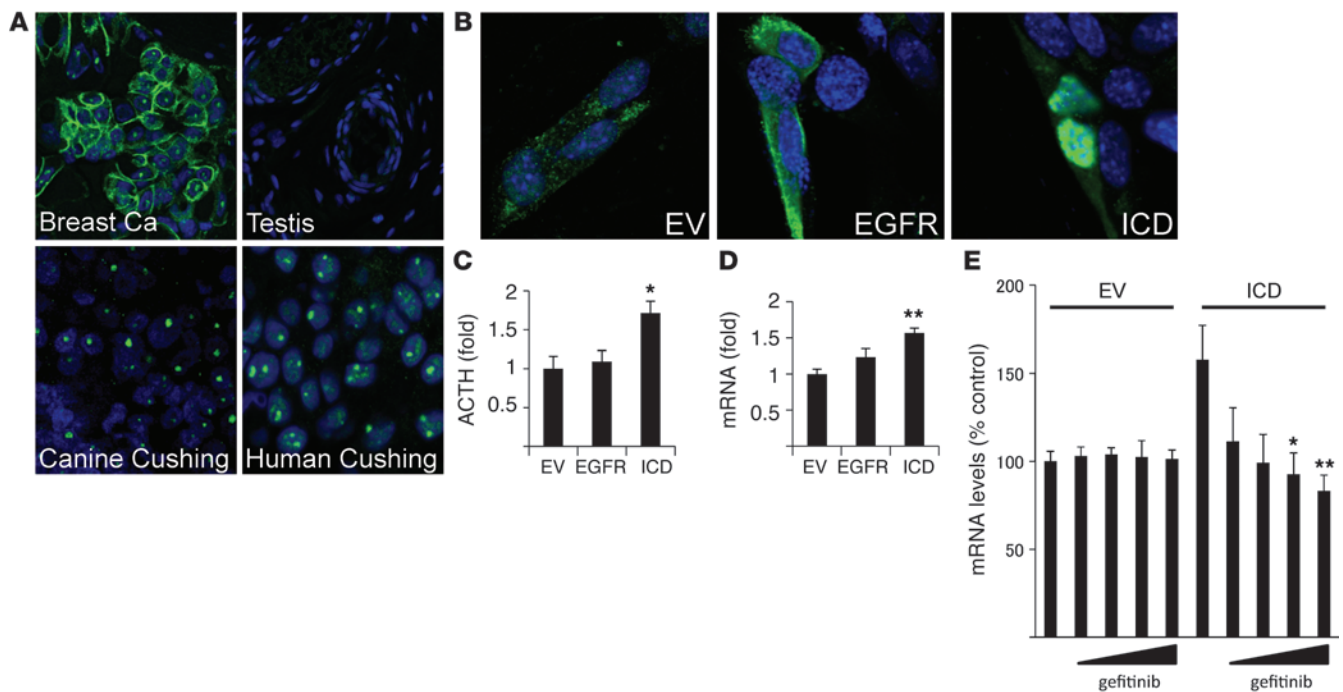 A
Breast Ca
Testis
Canine Cushing
Human Cushing
B
EV
EGFR
ICD
C
ACTH (fold)
2
1.5
1
0.5
*
EV EGFR ICD
D
mRNA (fold)
2
1.5
1
0.5
**
EV EGFR ICD
E
mRNA levels (% control)
200
150
100
50
EV
ICD
*
**
gefitinib
gefitinib